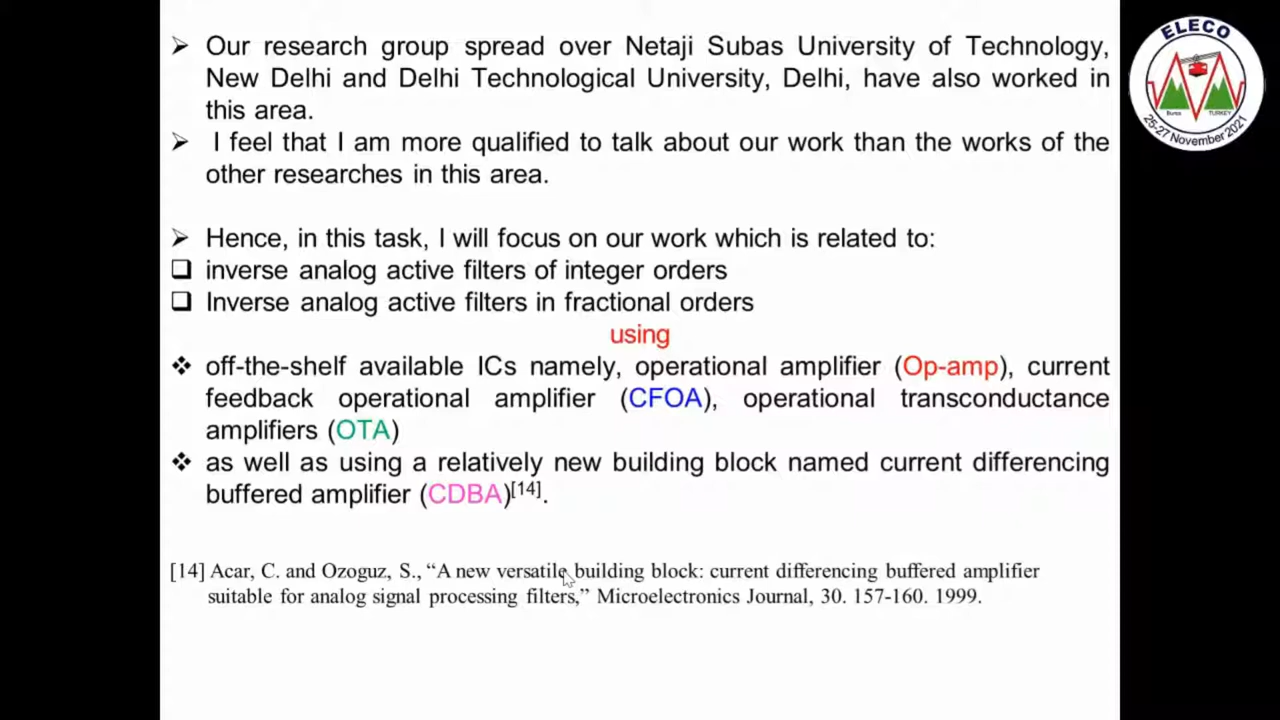 ➢ Our research group spread over Netaji Subas University of Technology,
New Delhi and Delhi Technological University, Delhi, have also worked in
this area.
➢ I feel that I am more qualified to talk about our work than the works of the
other researches in this area.
➢ Hence, in this task, I will focus on our work which is related to:
❑ inverse analog active filters of integer orders
❑ Inverse analog active filters in fractional orders
using
❖ off-the-shelf available ICs namely, operational amplifier (Op-amp), current
feedback operational amplifier (CFOA), operational transconductance
amplifiers (OTA)
❖ as well as using a relatively new building block named current differencing
buffered amplifier (CDBA)[14].
[14] Acar, C. and Ozoguz, S., “A new versatile building block: current differencing buffered amplifier
suitable for analog signal processing filters,” Microelectronics Journal, 30. 157-160. 1999.
ELECO
Bursa TURKEY
25-27 November 2021